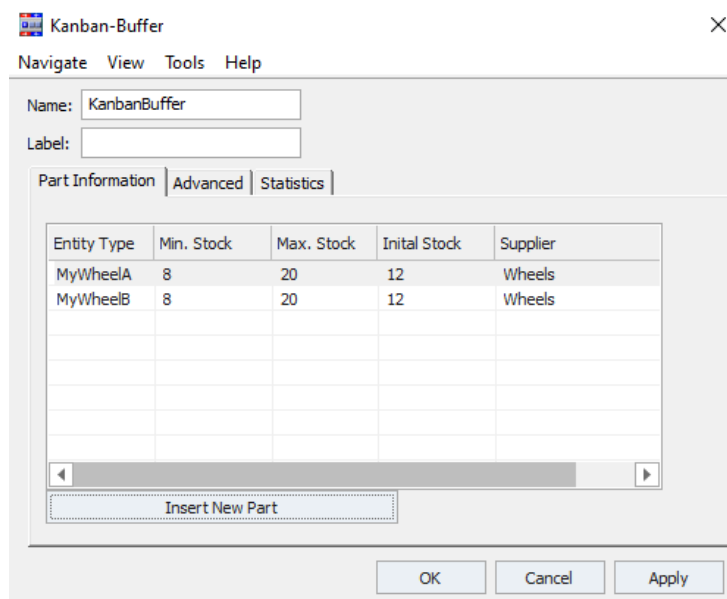 Kanban-Buffer
Navigate View Tools Help
Name: KanbanBuffer
Label:
Part Information Advanced Statistics
Entity Type Min. Stock Max. Stock Inital Stock Supplier
MyWheelA 8 20 12 Wheels
MyWheelB 8 20 12 Wheels
Insert New Part
OK Cancel Apply